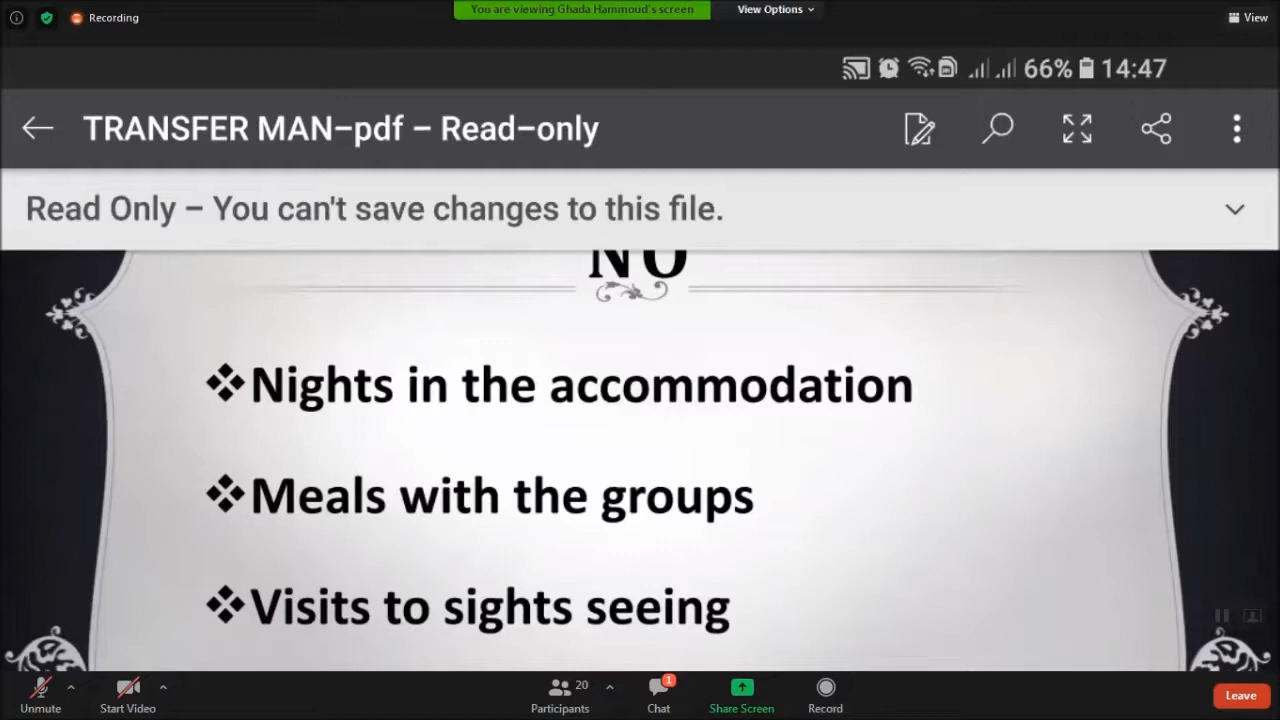 Recording
You are viewing Ghada Hammoud's screen
View Options
View
66% 14:47
TRANSFER MAN-pdf - Read-only
Read Only - You can't save changes to this file.
NO
❖Nights in the accommodation
❖Meals with the groups
❖Visits to sights seeing
Unmute
Start Video
20
Participants
1
Chat
Share Screen
Record
Leave